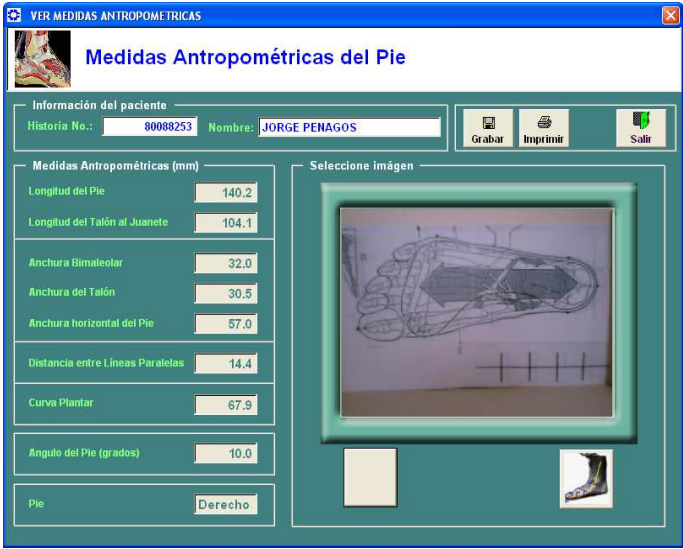 VER MEDIDAS ANTROPOMETRICAS
Medidas Antropométricas del Pie
Información del paciente
Historia No.: 80088253 Nombre: JORGE PENAGOS
Grabar Imprimir Salir
Medidas Antropométricas (mm)
Longitud del Pie 140.2
Longitud del Talón al Juanete 104.1
Anchura Bimaleolar 32.0
Anchura del Talón 30.5
Anchura horizontal del Pie 57.0
Distancia entre Líneas Paralelas 14.4
Curva Plantar 67.9
Angulo del Pie (grados) 10.0
Pie Derecho
Seleccione imágen